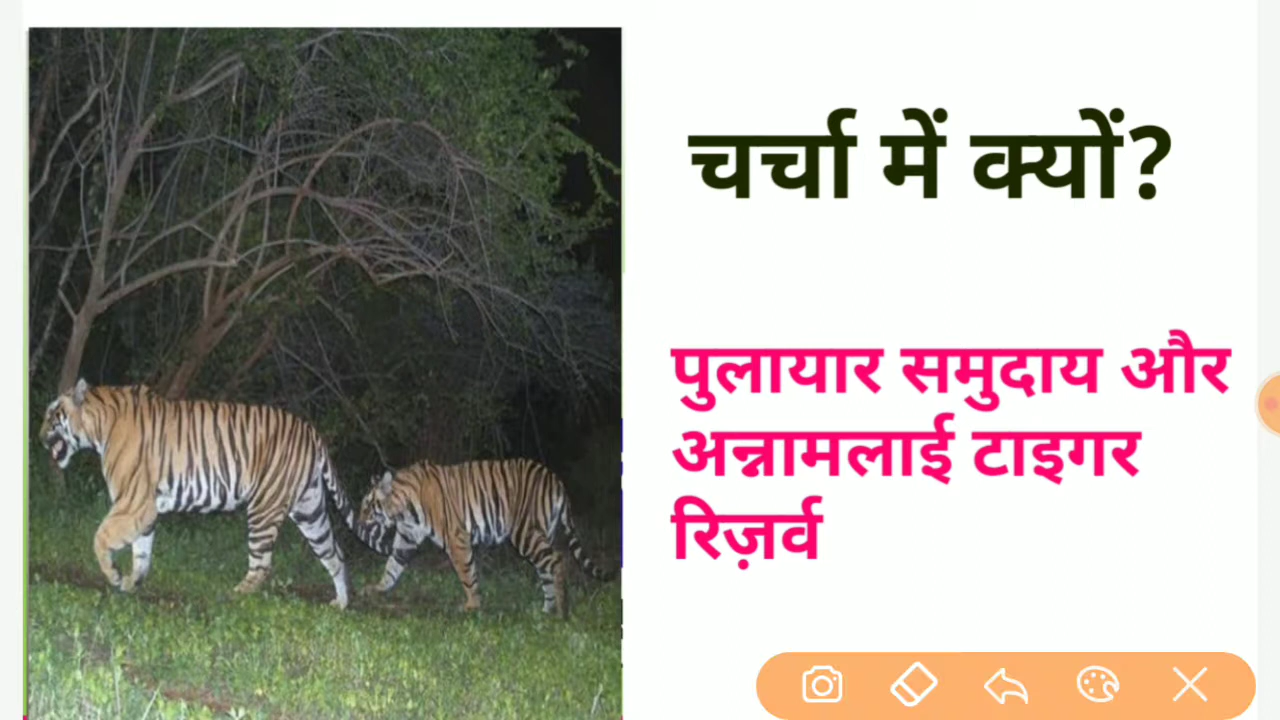 चर्चा में क्यों?
पुलायार समुदाय और
अन्नामलाई टाइगर
रिज़र्व